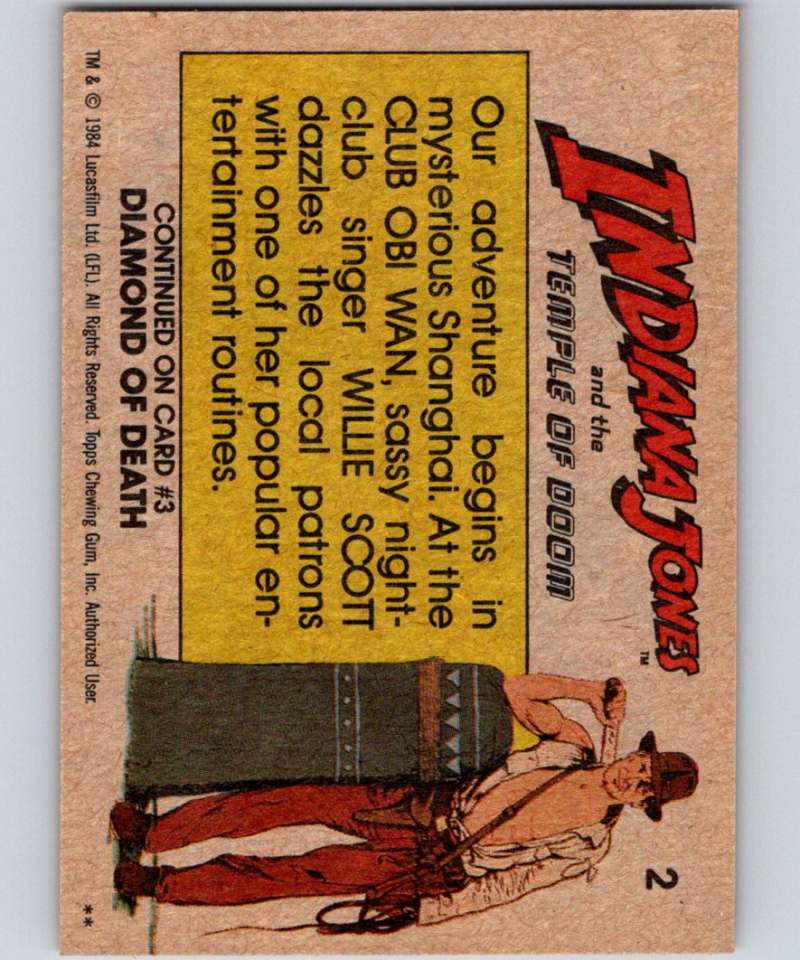 INDIANA JONES™
and the
TEMPLE OF DOOM
2
Our adventure begins in
mysterious Shanghai. At the
CLUB OBI WAN, sassy night-
club singer WILLIE SCOTT
dazzles the local patrons
with one of her popular en-
tertainment routines.
CONTINUED ON CARD #3
DIAMOND OF DEATH
TM & © 1984 Lucasfilm Ltd. (LFL). All Rights Reserved. Topps Chewing Gum, Inc. Authorized User.
**